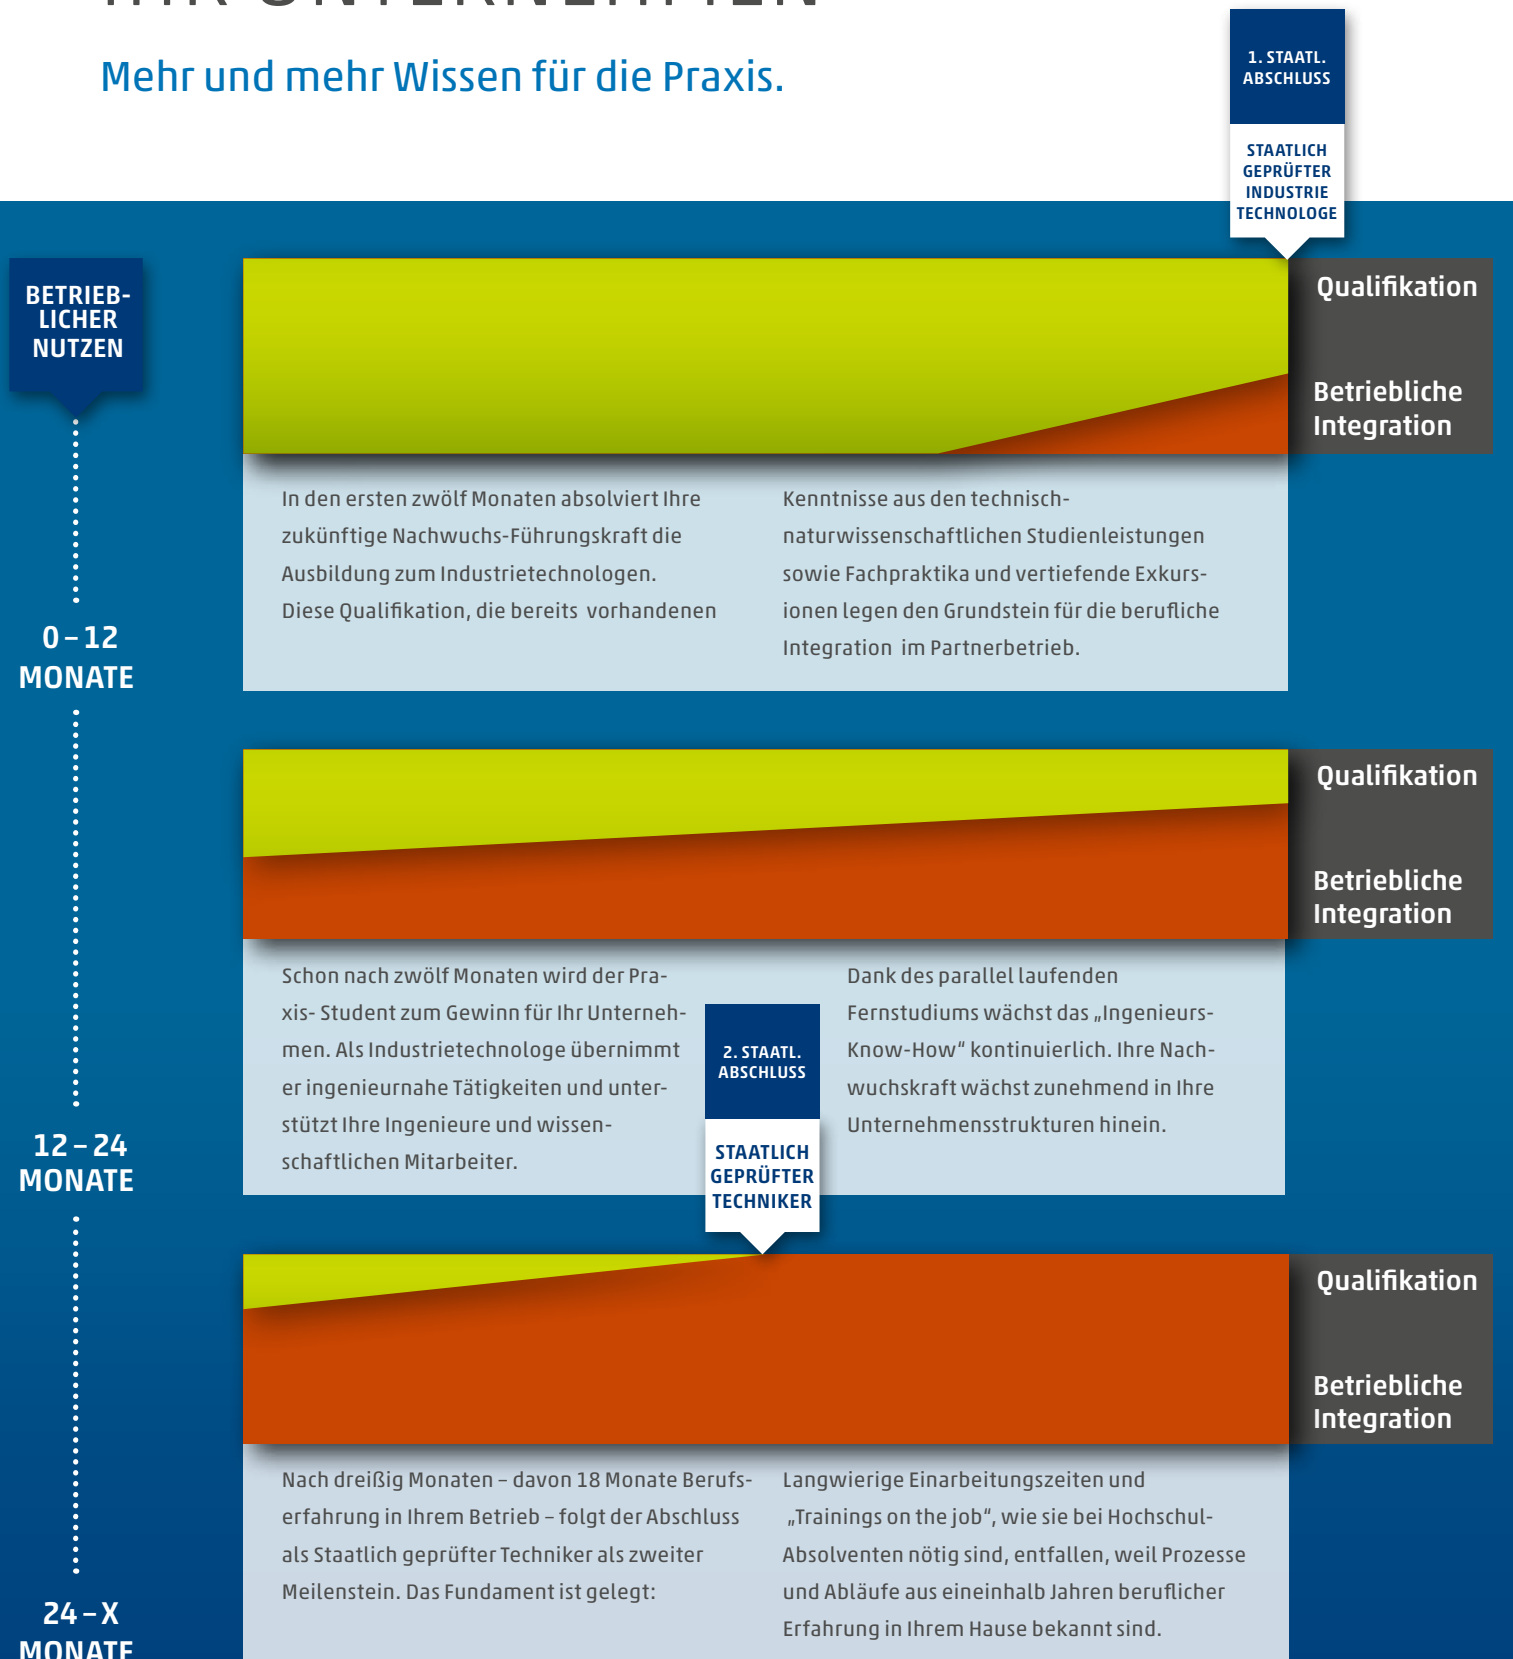 IHR UNTERNEHMEN
Mehr und mehr Wissen für die Praxis.
1. STAATL.
ABSCHLUSS
STAATLICH
GEPRÜFTER
INDUSTRIE
TECHNOLOGE
BETRIEB-
LICHER
NUTZEN
Qualifikation
Betriebliche
Integration
In den ersten zwölf Monaten absolviert Ihre
zukünftige Nachwuchs-Führungskraft die
Ausbildung zum Industrietechnologen.
Diese Qualifikation, die bereits vorhandenen
Kenntnisse aus den technisch-
naturwissenschaftlichen Studienleistungen
sowie Fachpraktika und vertiefende Exkurs-
ionen legen den Grundstein für die berufliche
Integration im Partnerbetrieb.
0 – 12
MONATE
Qualifikation
Betriebliche
Integration
Schon nach zwölf Monaten wird der Pra-
xis- Student zum Gewinn für Ihr Unterneh-
men. Als Industrietechnologe übernimmt
er ingenieurnahe Tätigkeiten und unter-
stützt Ihre Ingenieure und wissen-
schaftlichen Mitarbeiter.
Dank des parallel laufenden
Fernstudiums wächst das „Ingenieurs-
Know-How“ kontinuierlich. Ihre Nach-
wuchskraft wächst zunehmend in Ihre
Unternehmensstrukturen hinein.
12 – 24
MONATE
2. STAATL.
ABSCHLUSS
STAATLICH
GEPRÜFTER
TECHNIKER
Qualifikation
Betriebliche
Integration
Nach dreißig Monaten – davon 18 Monate Berufs-
erfahrung in Ihrem Betrieb – folgt der Abschluss
als Staatlich geprüfter Techniker als zweiter
Meilenstein. Das Fundament ist gelegt:
Langwierige Einarbeitungszeiten und
„Trainings on the job“, wie sie bei Hochschul-
Absolventen nötig sind, entfallen, weil Prozesse
und Abläufe aus eineinhalb Jahren beruflicher
Erfahrung in Ihrem Hause bekannt sind.
24 – X
MONATE